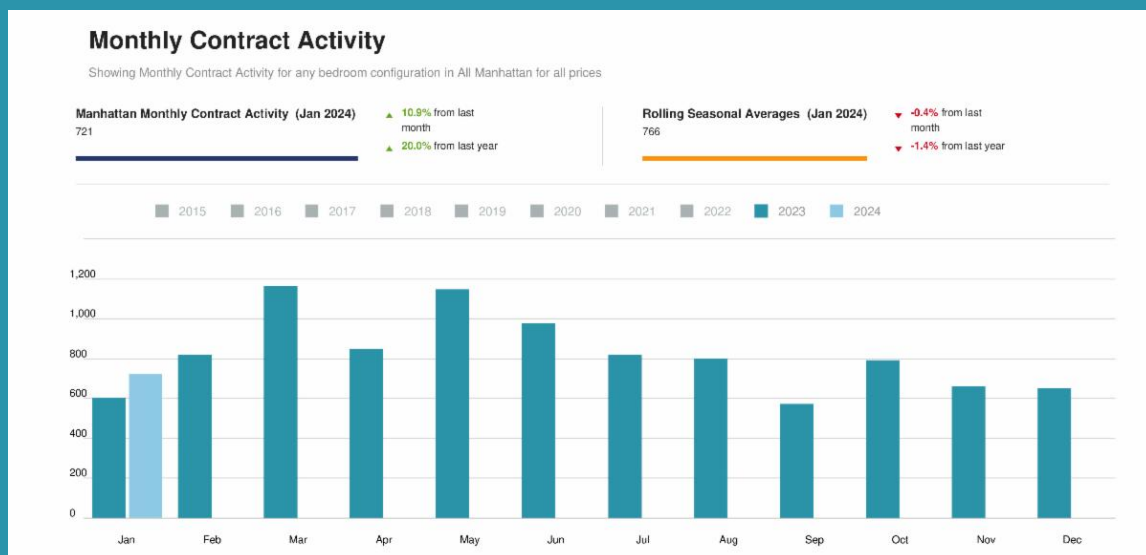 Monthly Contract Activity
Showing Monthly Contract Activity for any bedroom configuration in All Manhattan for all prices
Manhattan Monthly Contract Activity (Jan 2024)
721
10.9% from last
month
20.0% from last year
Rolling Seasonal Averages (Jan 2024)
766
-0.4% from last
month
-1.4% from last year
2015 2016 2017 2018 2019 2020 2021 2022 2023 2024
1,200
1,000
800
600
400
200
0
Jan Feb Mar Apr May Jun Jul Aug Sep Oct Nov Dec